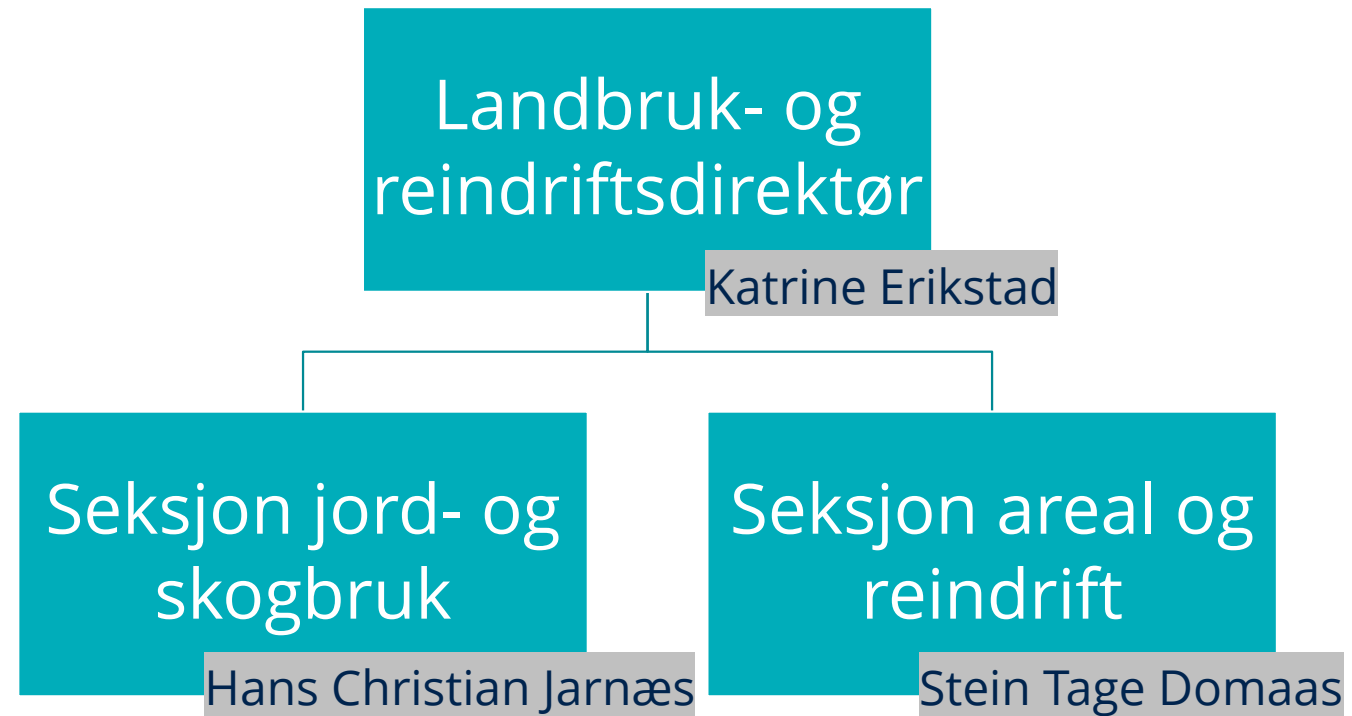 Landbruk- og
reindriftsdirektør
Katrine Erikstad
Seksjon jord- og
skogbruk
Hans Christian Jarnæs
Seksjon areal og
reindrift
Stein Tage Domaas